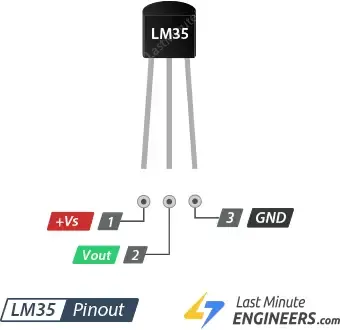 LM35
+Vs 1
3 GND
Vout 2
LM35 Pinout
Last Minute
ENGINEERS.com